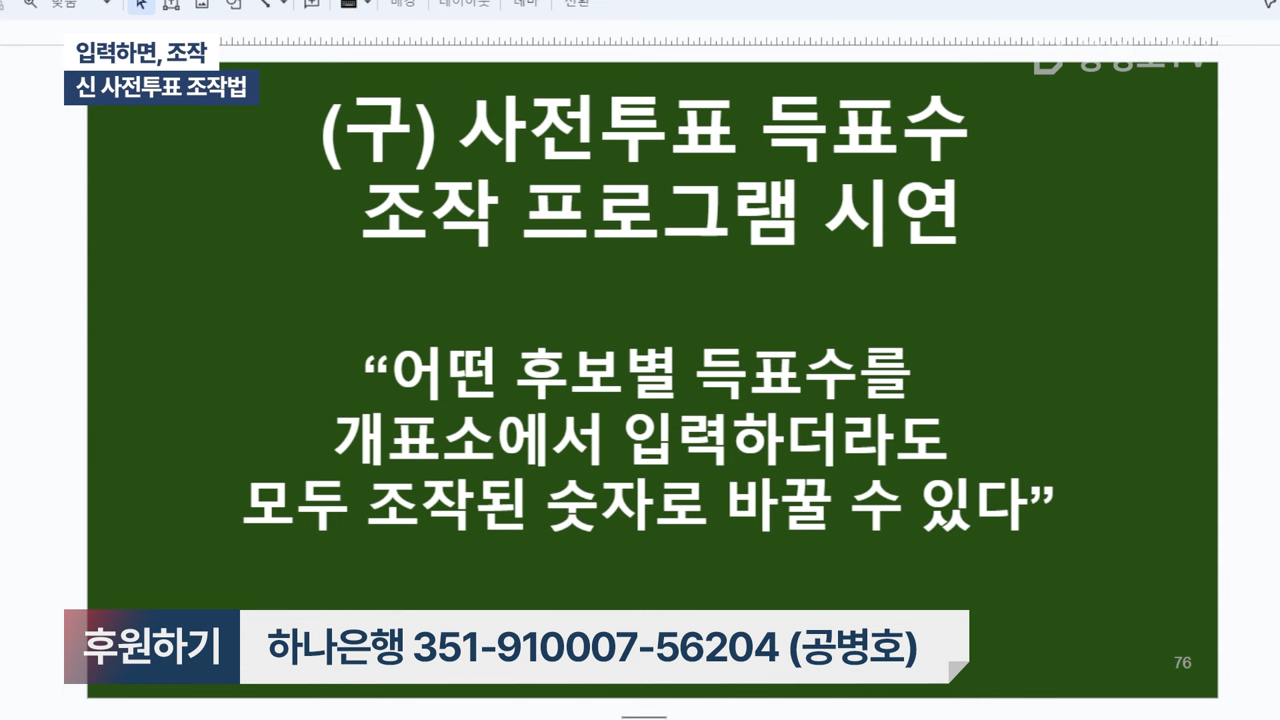 입력하면, 조작
신 사전투표 조작법
(구) 사전투표 득표수
조작 프로그램 시연
“어떤 후보별 득표수를
개표소에서 입력하더라도
모두 조작된 숫자로 바꿀 수 있다”
후원하기
하나은행 351-910007-56204 (공병호)
76